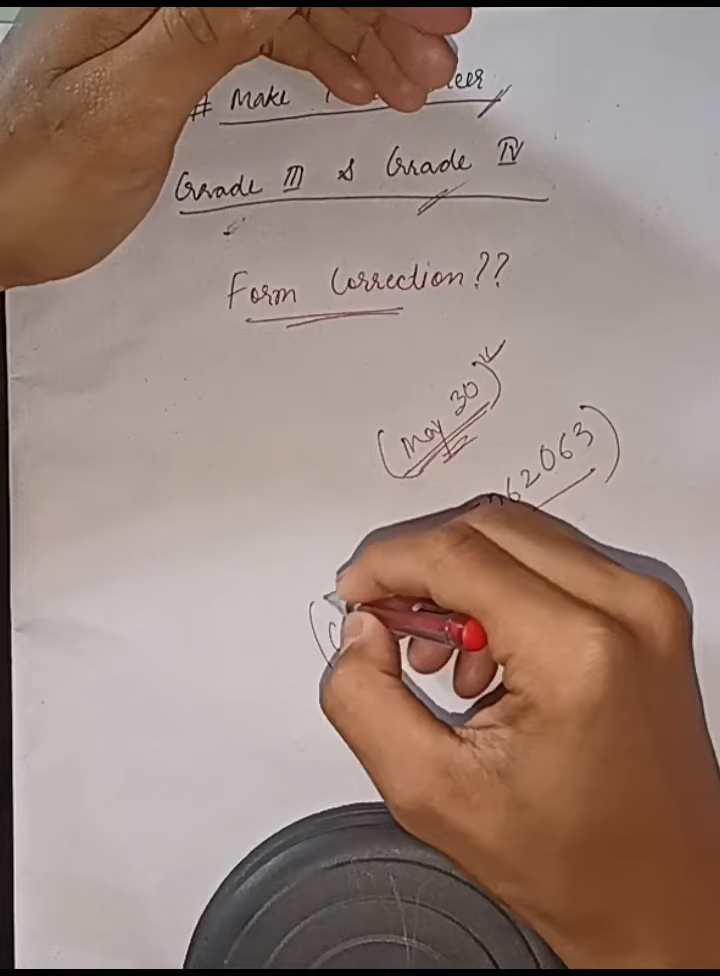 # Make
Grade III & Grade IV
Form Correction??
(May 30)
62063)